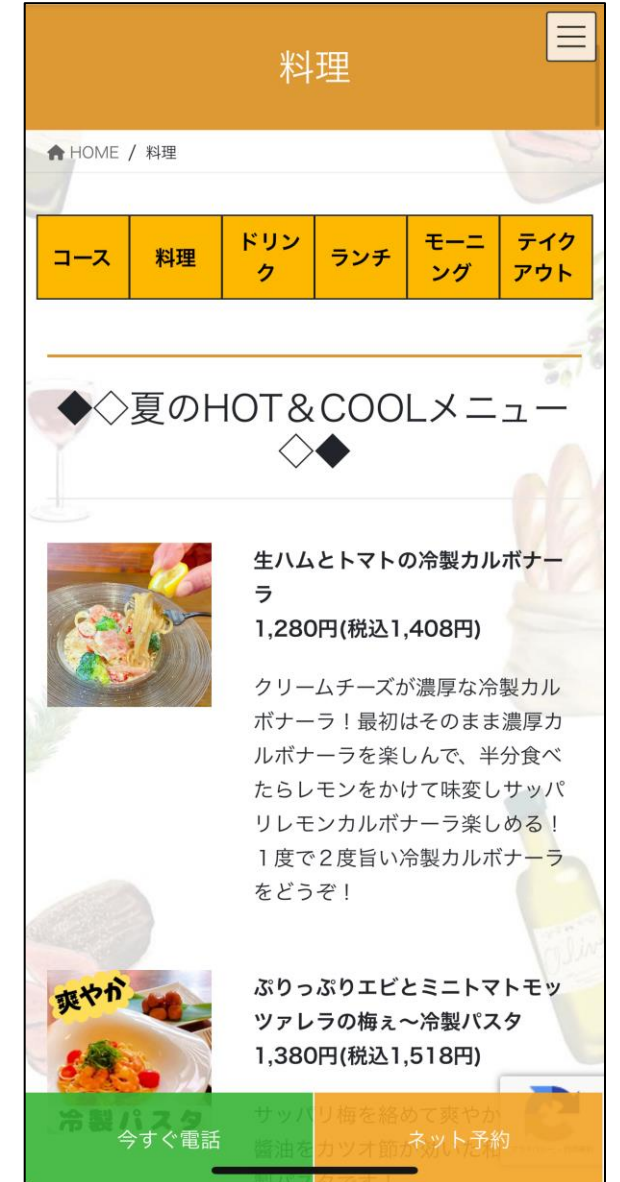 料理
HOME / 料理
コース
料理
ドリン
ク
ランチ
モーニ
ング
テイク
アウト
◆◇夏のHOT&COOLメニュー
◇◆
生ハムとトマトの冷製カルボナー
ラ
1,280円(税込1,408円)
クリームチーズが濃厚な冷製カル
ボナーラ！最初はそのまま濃厚カ
ルボナーラを楽しんで、半分食べ
たらレモンをかけて味変しサッパ
リレモンカルボナーラ楽しめる！
１度で２度旨い冷製カルボナーラ
をどうぞ！
爽やか
冷製パスタ
ぷりっぷりエビとミニトマトモッ
ツァレラの梅ぇ〜冷製パスタ
1,380円(税込1,518円)
サッパリ梅を絡めて爽やか
醤油をカツオ節が効いた和
今すぐ電話
ネット予約